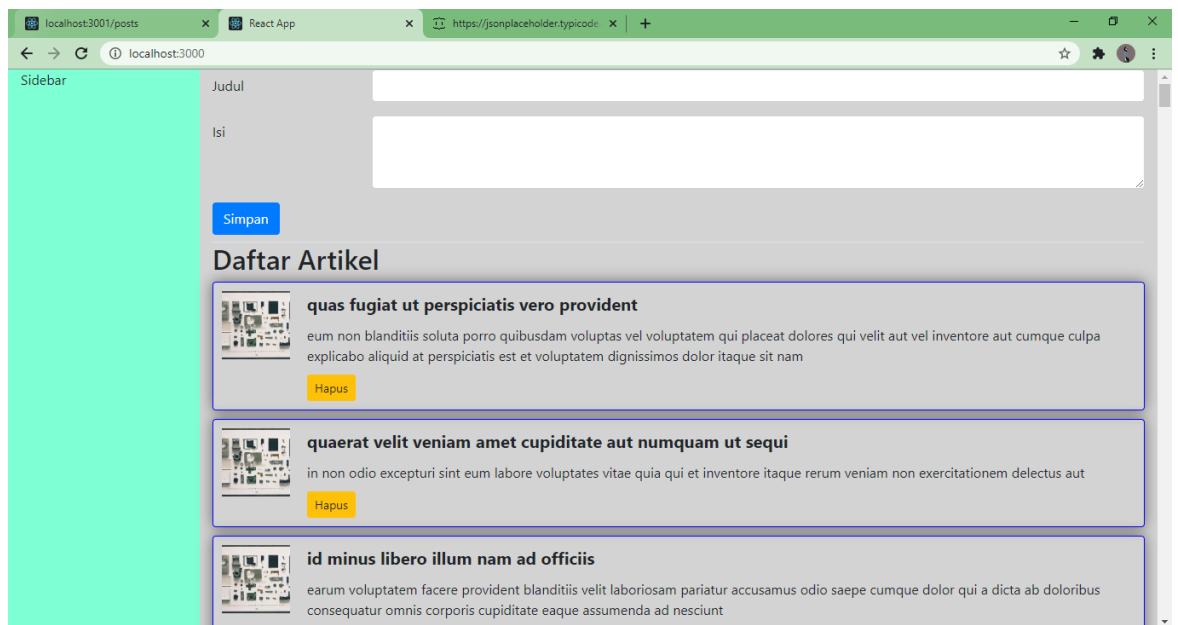 localhost:3001/posts
React App
https://jsonplaceholder.typicode
localhost:3000
Sidebar
Judul
Isi
Simpan
Daftar Artikel
quas fugiat ut perspiciatis vero provident
eum non blanditiis soluta porro quibusdam voluptas vel voluptatem qui placeat dolores qui velit aut vel inventore aut cumque culpa
explicabo aliquid at perspiciatis est et voluptatem dignissimos dolor itaque sit nam
Hapus
quaerat velit veniam amet cupiditate aut numquam ut sequi
in non odio excepturi sint eum labore voluptates vitae quia qui et inventore itaque rerum veniam non exercitationem delectus aut
Hapus
id minus libero illum nam ad officiis
earum voluptatem facere provident blanditiis velit laboriosam pariatur accusamus odio saepe cumque dolor qui a dicta ab doloribus
consequatur omnis corporis cupiditate eaque assumenda ad nesciunt